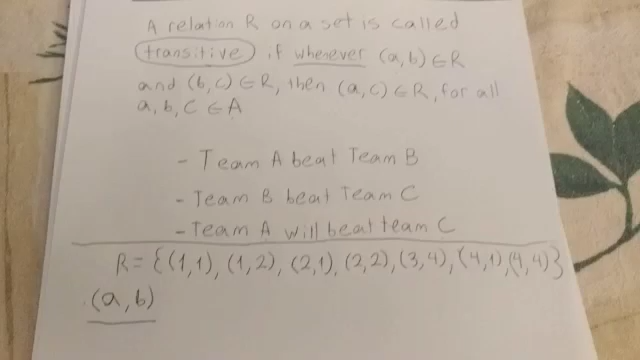 A relation R on a set is called
transitive if whenever (a,b) ∈ R
and (b,c) ∈ R, then (a,c) ∈ R, for all
a, b, C ∈ A
- Team A beat Team B
- Team B beat Team C
- Team A will beat team C
R = {(1,1), (1,2), (2,1), (2,2), (3,4), (4,1), (4,4)}
(a,b)